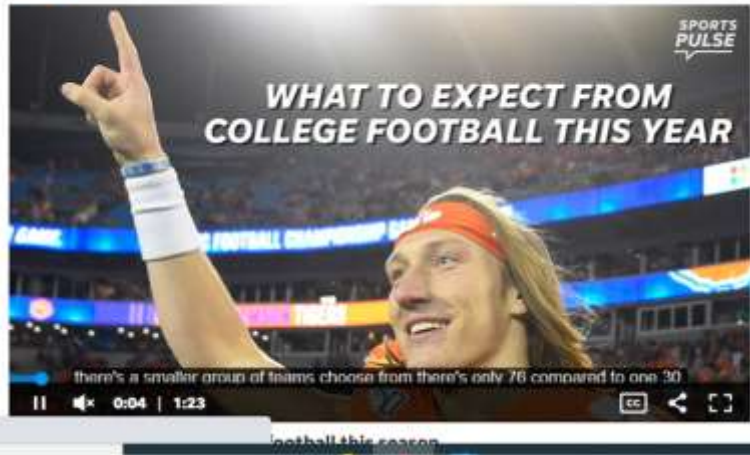 SPORTS
PULSE
WHAT TO EXPECT FROM
COLLEGE FOOTBALL THIS YEAR
GAME
FOOTBALL CHAMPIONSHIP
TIGERS
there's a smaller group of teams choose from there's only 76 compared to one 30
0:04 | 1:23
CC
football this season